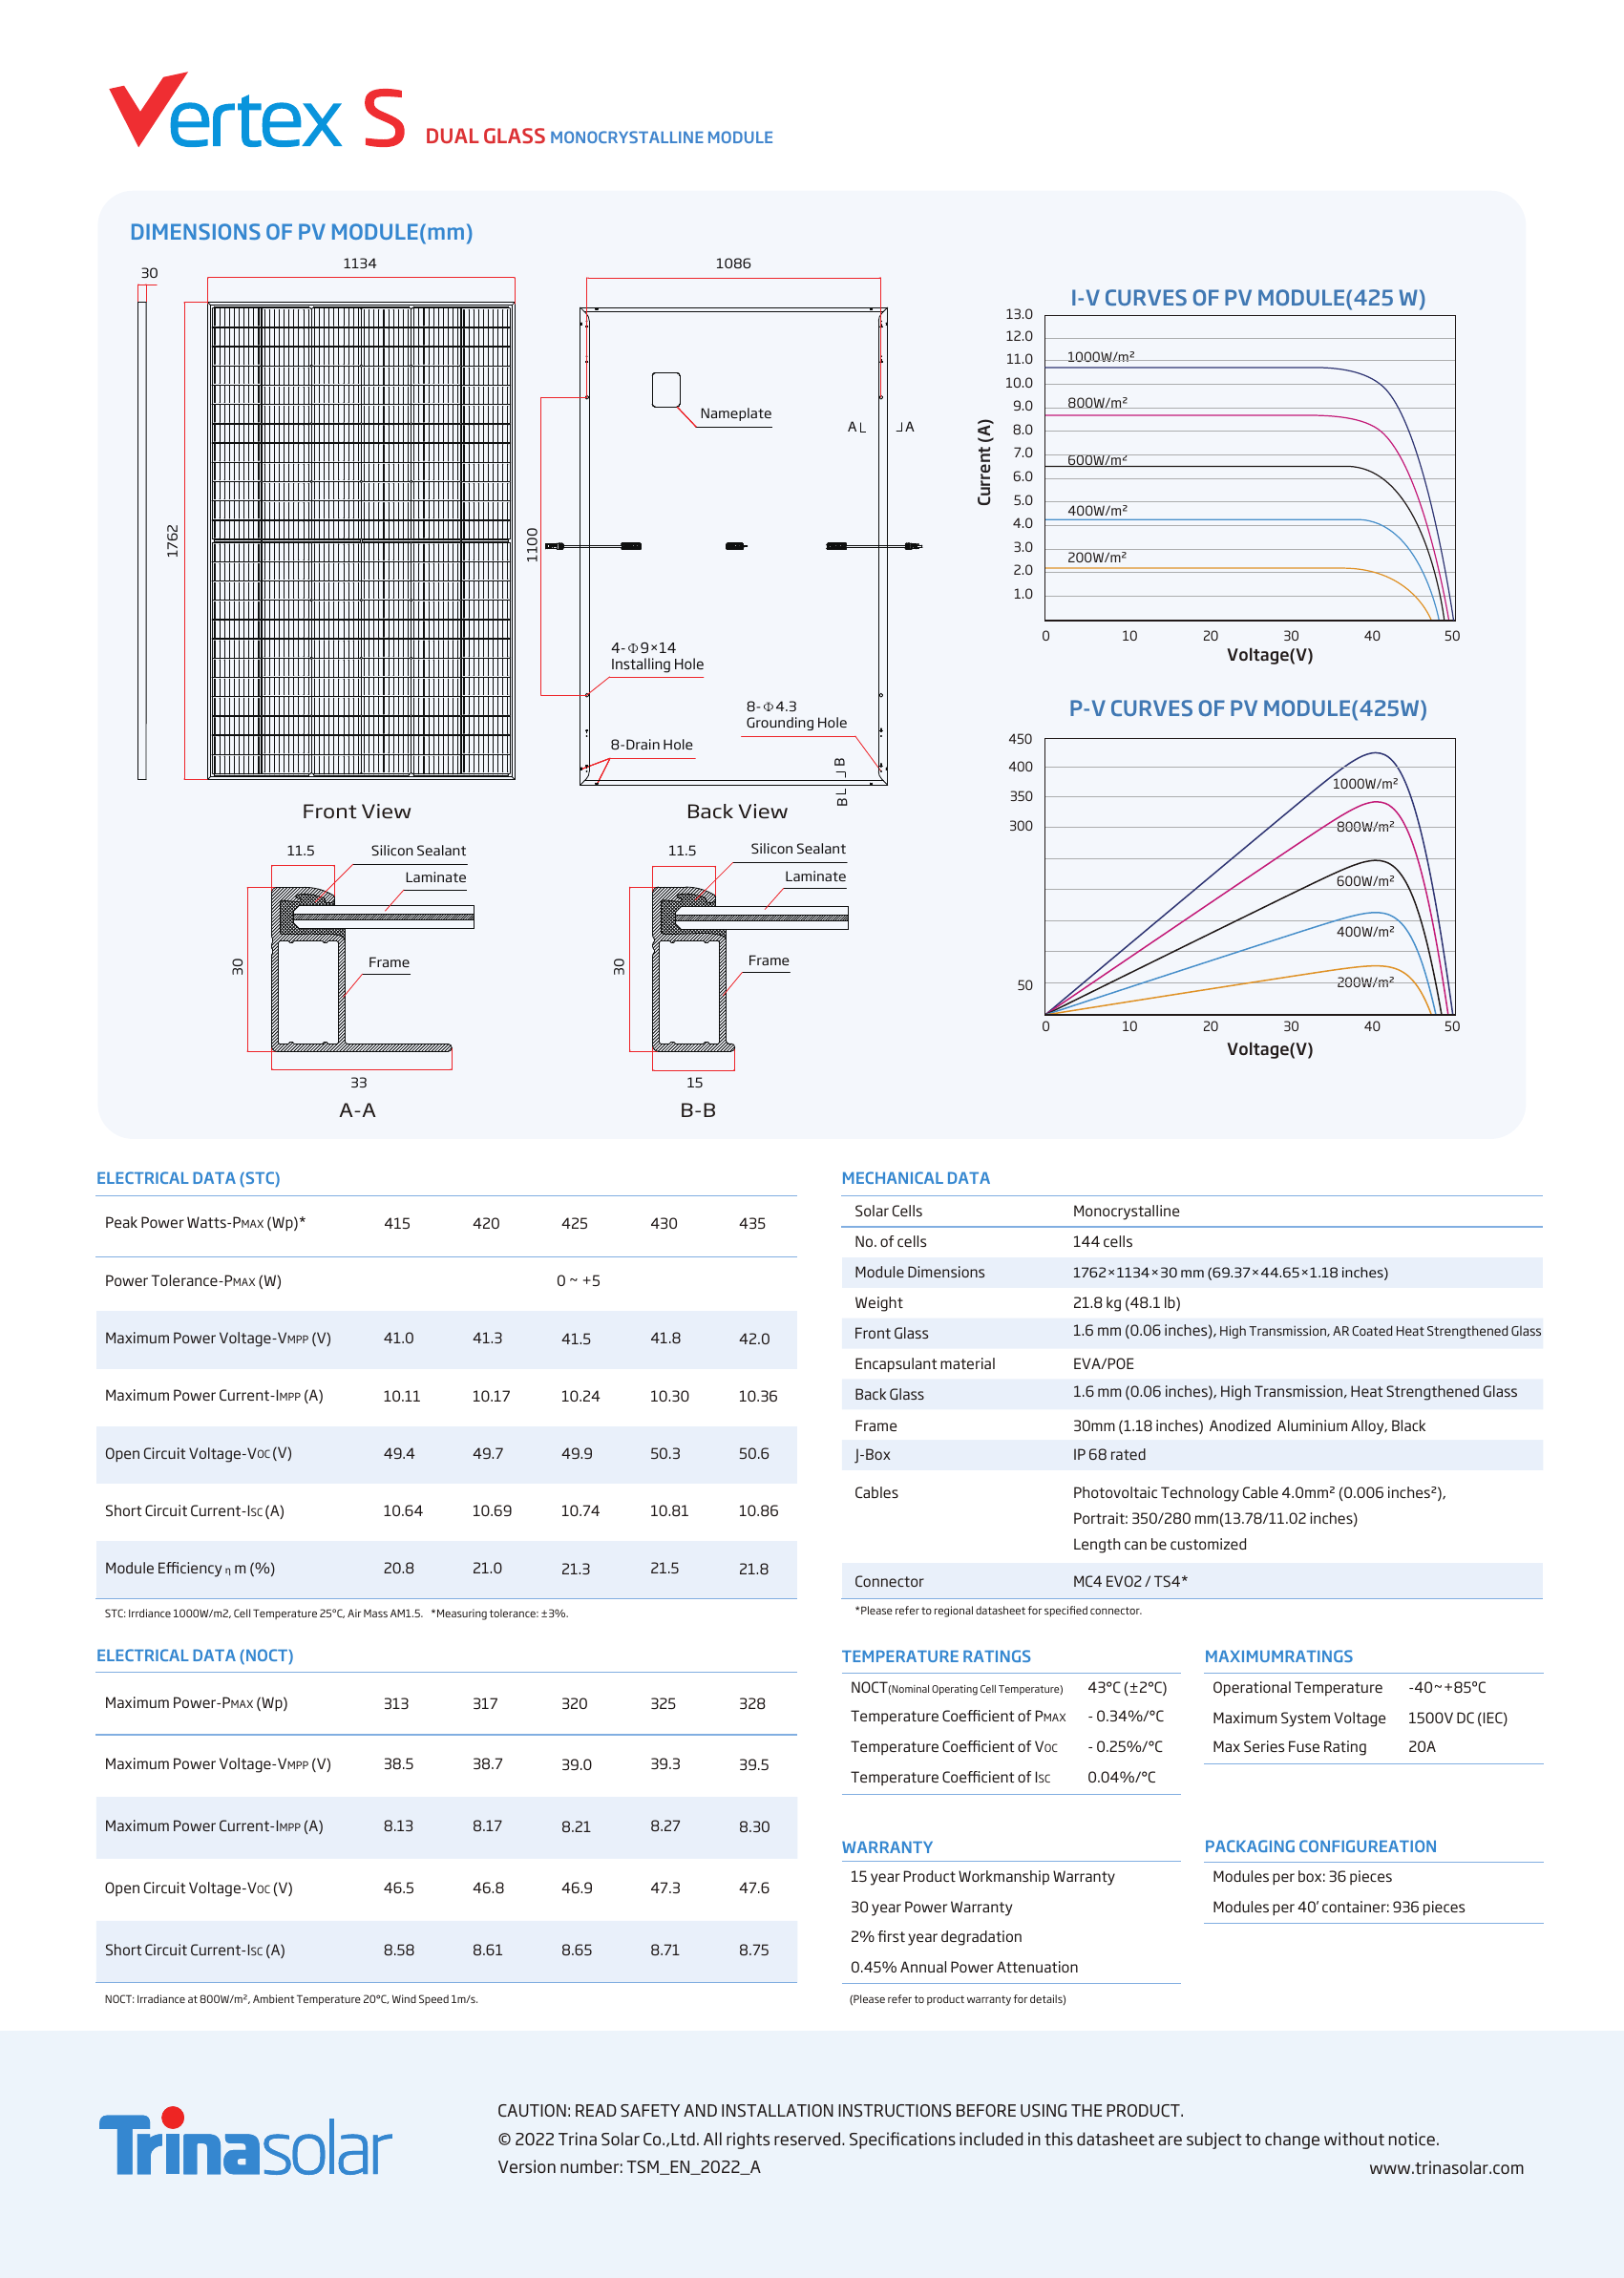 Vertex S DUAL GLASS MONOCRYSTALLINE MODULE
DIMENSIONS OF PV MODULE(mm)
30
1134
1762
Front View
1086
1100
Nameplate
A
A
4-Φ9×14
Installing Hole
8-Φ4.3
Grounding Hole
8-Drain Hole
B
B
Back View
11.5
Silicon Sealant
Laminate
Frame
30
33
A-A
11.5
Silicon Sealant
Laminate
Frame
30
15
B-B
I-V CURVES OF PV MODULE(425 W)
13.0
12.0
11.0
10.0
9.0
8.0
7.0
6.0
5.0
4.0
3.0
2.0
1.0
Current (A)
1000W/m²
800W/m²
600W/m²
400W/m²
200W/m²
0 10 20 30 40 50
Voltage(V)
P-V CURVES OF PV MODULE(425W)
450
400
350
300
50
1000W/m²
800W/m²
600W/m²
400W/m²
200W/m²
0 10 20 30 40 50
Voltage(V)
ELECTRICAL DATA (STC)
Peak Power Watts-PMAX (Wp)* 415 420 425 430 435
Power Tolerance-PMAX (W) 0 ~ +5
Maximum Power Voltage-VMPP (V) 41.0 41.3 41.5 41.8 42.0
Maximum Power Current-IMPP (A) 10.11 10.17 10.24 10.30 10.36
Open Circuit Voltage-VOC (V) 49.4 49.7 49.9 50.3 50.6
Short Circuit Current-ISC (A) 10.64 10.69 10.74 10.81 10.86
Module Efficiency η m (%) 20.8 21.0 21.3 21.5 21.8
STC: Irrdiance 1000W/m2, Cell Temperature 25°C, Air Mass AM1.5. *Measuring tolerance: ±3%.
ELECTRICAL DATA (NOCT)
Maximum Power-PMAX (Wp) 313 317 320 325 328
Maximum Power Voltage-VMPP (V) 38.5 38.7 39.0 39.3 39.5
Maximum Power Current-IMPP (A) 8.13 8.17 8.21 8.27 8.30
Open Circuit Voltage-VOC (V) 46.5 46.8 46.9 47.3 47.6
Short Circuit Current-ISC (A) 8.58 8.61 8.65 8.71 8.75
NOCT: Irradiance at 800W/m², Ambient Temperature 20°C, Wind Speed 1m/s.
MECHANICAL DATA
Solar Cells Monocrystalline
No. of cells 144 cells
Module Dimensions 1762×1134×30 mm (69.37×44.65×1.18 inches)
Weight 21.8 kg (48.1 lb)
Front Glass 1.6 mm (0.06 inches), High Transmission, AR Coated Heat Strengthened Glass
Encapsulant material EVA/POE
Back Glass 1.6 mm (0.06 inches), High Transmission, Heat Strengthened Glass
Frame 30mm (1.18 inches) Anodized Aluminium Alloy, Black
J-Box IP 68 rated
Cables Photovoltaic Technology Cable 4.0mm² (0.006 inches²),
Portrait: 350/280 mm(13.78/11.02 inches)
Length can be customized
Connector MC4 EVO2 / TS4*
*Please refer to regional datasheet for specified connector.
TEMPERATURE RATINGS
NOCT(Nominal Operating Cell Temperature) 43°C (±2°C)
Temperature Coefficient of PMAX - 0.34%/°C
Temperature Coefficient of VOC - 0.25%/°C
Temperature Coefficient of ISC 0.04%/°C
MAXIMUMRATINGS
Operational Temperature -40~+85°C
Maximum System Voltage 1500V DC (IEC)
Max Series Fuse Rating 20A
WARRANTY
15 year Product Workmanship Warranty
30 year Power Warranty
2% first year degradation
0.45% Annual Power Attenuation
(Please refer to product warranty for details)
PACKAGING CONFIGUREATION
Modules per box: 36 pieces
Modules per 40' container: 936 pieces
Trinasolar
CAUTION: READ SAFETY AND INSTALLATION INSTRUCTIONS BEFORE USING THE PRODUCT.
© 2022 Trina Solar Co.,Ltd. All rights reserved. Specifications included in this datasheet are subject to change without notice.
Version number: TSM_EN_2022_A
www.trinasolar.com